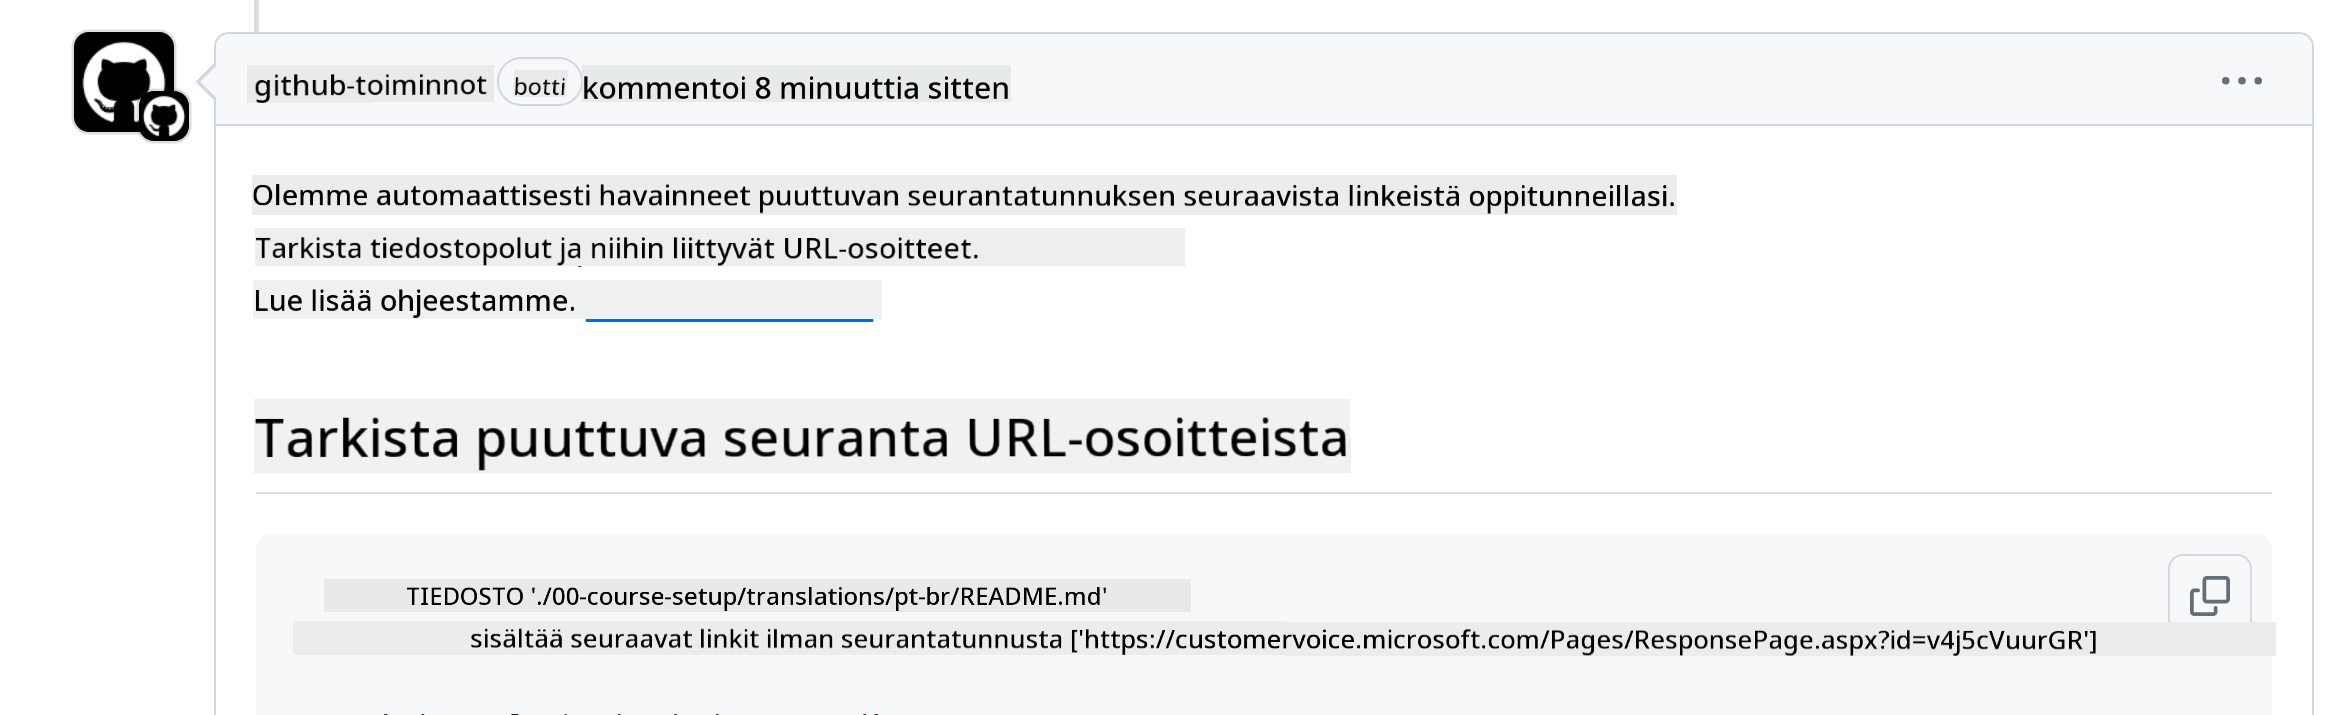 github-toiminnot botti kommentoi 8 minuuttia sitten
Olemme automaattisesti havainneet puuttuvan seurantatunnuksen seuraavista linkeistä oppitunneillasi.
Tarkista tiedostopolut ja niihin liittyvät URL-osoitteet.
Lue lisää ohjeestamme.
Tarkista puuttuva seuranta URL-osoitteista
TIEDOSTO './00-course-setup/translations/pt-br/README.md'
sisältää seuraavat linkit ilman seurantatunnusta ['https://customervoice.microsoft.com/Pages/ResponsePage.aspx?id=v4j5cVuurGR']